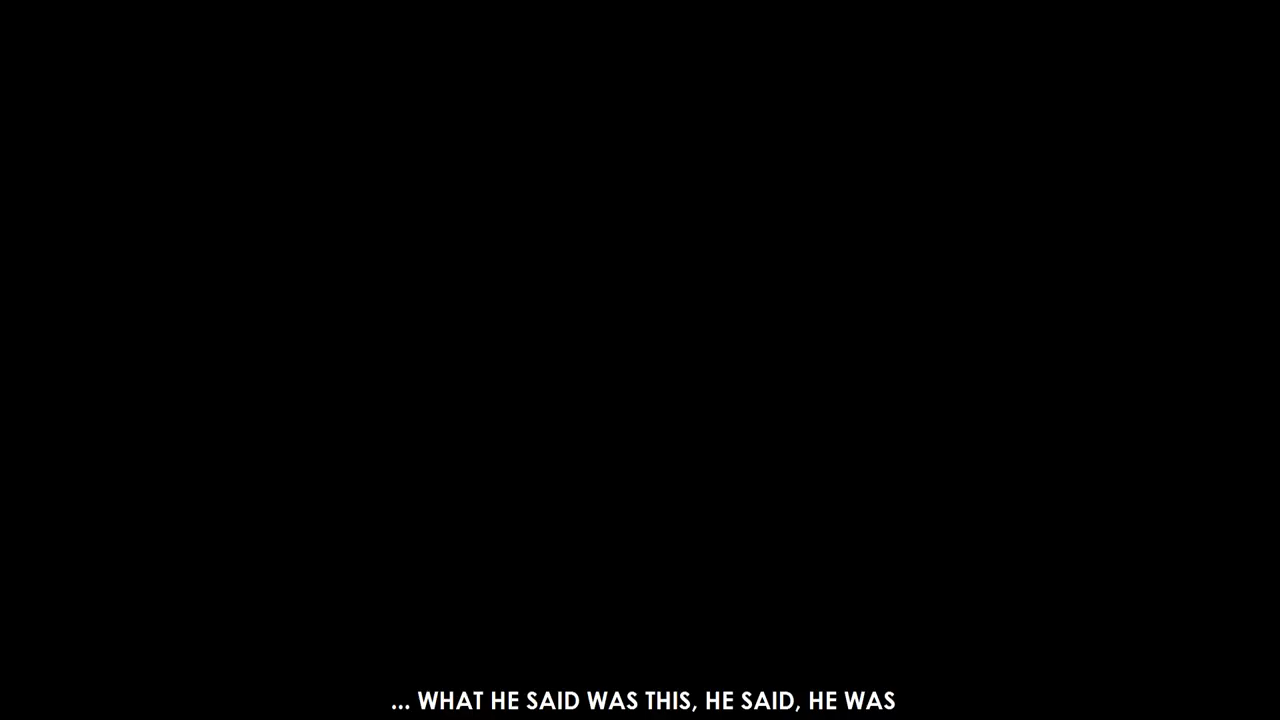 ... WHAT HE SAID WAS THIS, HE SAID, HE WAS